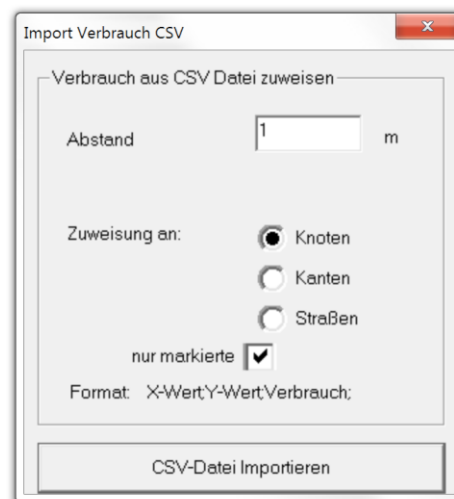 Import Verbrauch CSV
Verbrauch aus CSV Datei zuweisen
Abstand 1 m
Zuweisung an: Knoten
Kanten
Straßen
nur markierte
Format: X-Wert;Y-Wert;Verbrauch;
CSV-Datei Importieren